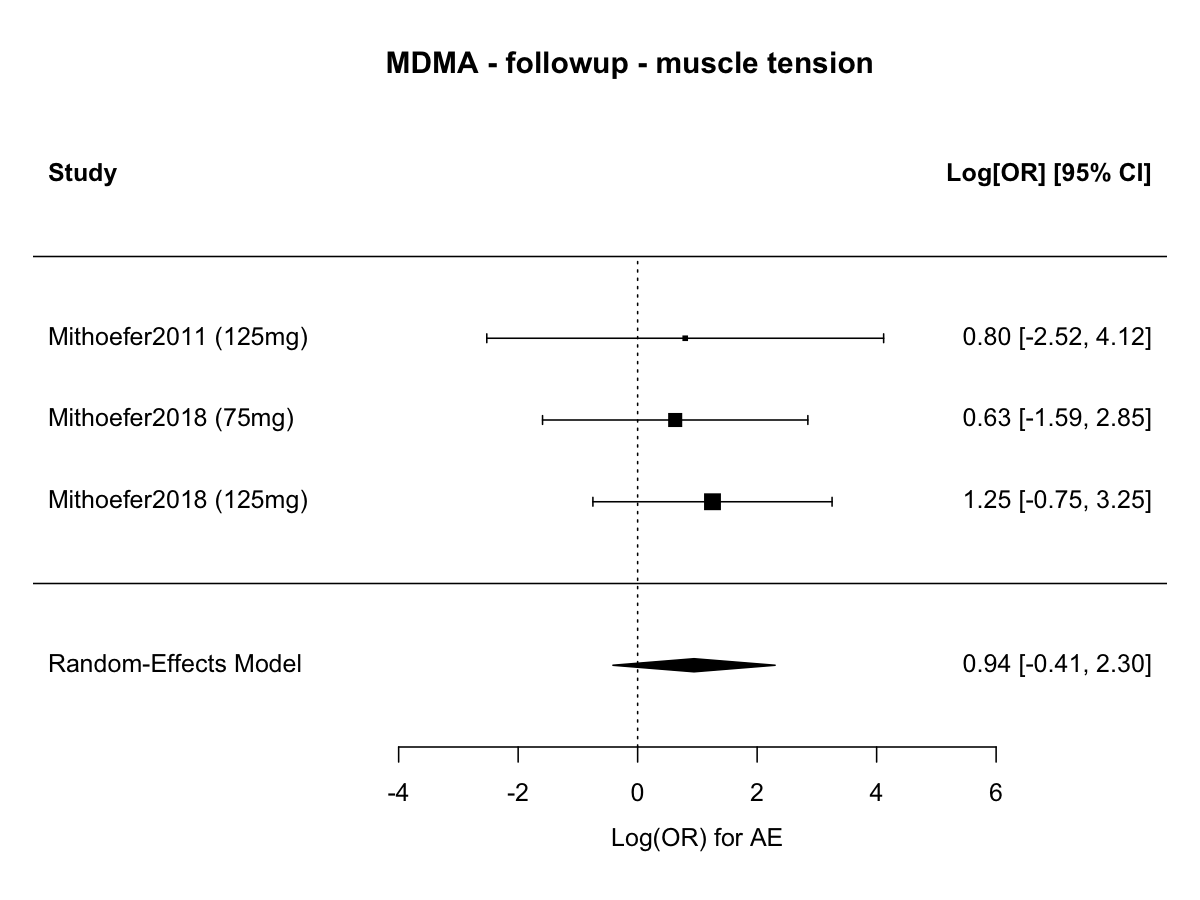 MDMA - followup - muscle tension
Study Log[OR] [95% CI]
Mithoefer2011 (125mg) 0.80 [-2.52, 4.12]
Mithoefer2018 (75mg) 0.63 [-1.59, 2.85]
Mithoefer2018 (125mg) 1.25 [-0.75, 3.25]
Random-Effects Model 0.94 [-0.41, 2.30]
-4 -2 0 2 4 6
Log(OR) for AE